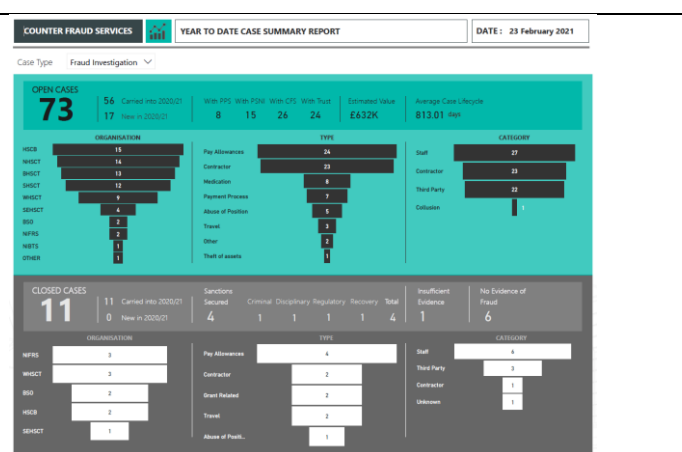 COUNTER FRAUD SERVICES
YEAR TO DATE CASE SUMMARY REPORT
DATE : 23 February 2021
Case Type Fraud Investigation
OPEN CASES
73
56 Carried into 2020/21
17 New in 2020/21
With PPS With PSNI With CFS With Trust Estimated Value Average Case Lifecycle
8 15 26 24 £632K 813.01 days
ORGANISATION
HSCB 15
NHSCT 14
BHSCT 13
SHSCT 12
WHSCT 9
SEHSCT 4
BSO 2
NIFRS 2
NIBTS 1
OTHER 1
TYPE
Pay Allowances 24
Contractor 23
Medication 8
Payment Process 7
Abuse of Position 5
Travel 3
Other 2
Theft of assets 1
CATEGORY
Staff 27
Contractor 23
Third Party 22
Collusion 1
CLOSED CASES
11
11 Carried into 2020/21
0 New in 2020/21
Sanctions
Secured Criminal Disciplinary Regulatory Recovery Total
4 1 1 1 1 4
Insufficient
Evidence
1
No Evidence of
Fraud
6
ORGANISATION
NIFRS 3
WHSCT 3
BSO 2
HSCB 2
SEHSCT 1
TYPE
Pay Allowances 4
Contractor 2
Grant Related 2
Travel 2
Abuse of Positi... 1
CATEGORY
Staff 6
Third Party 3
Contractor 1
Unknown 1